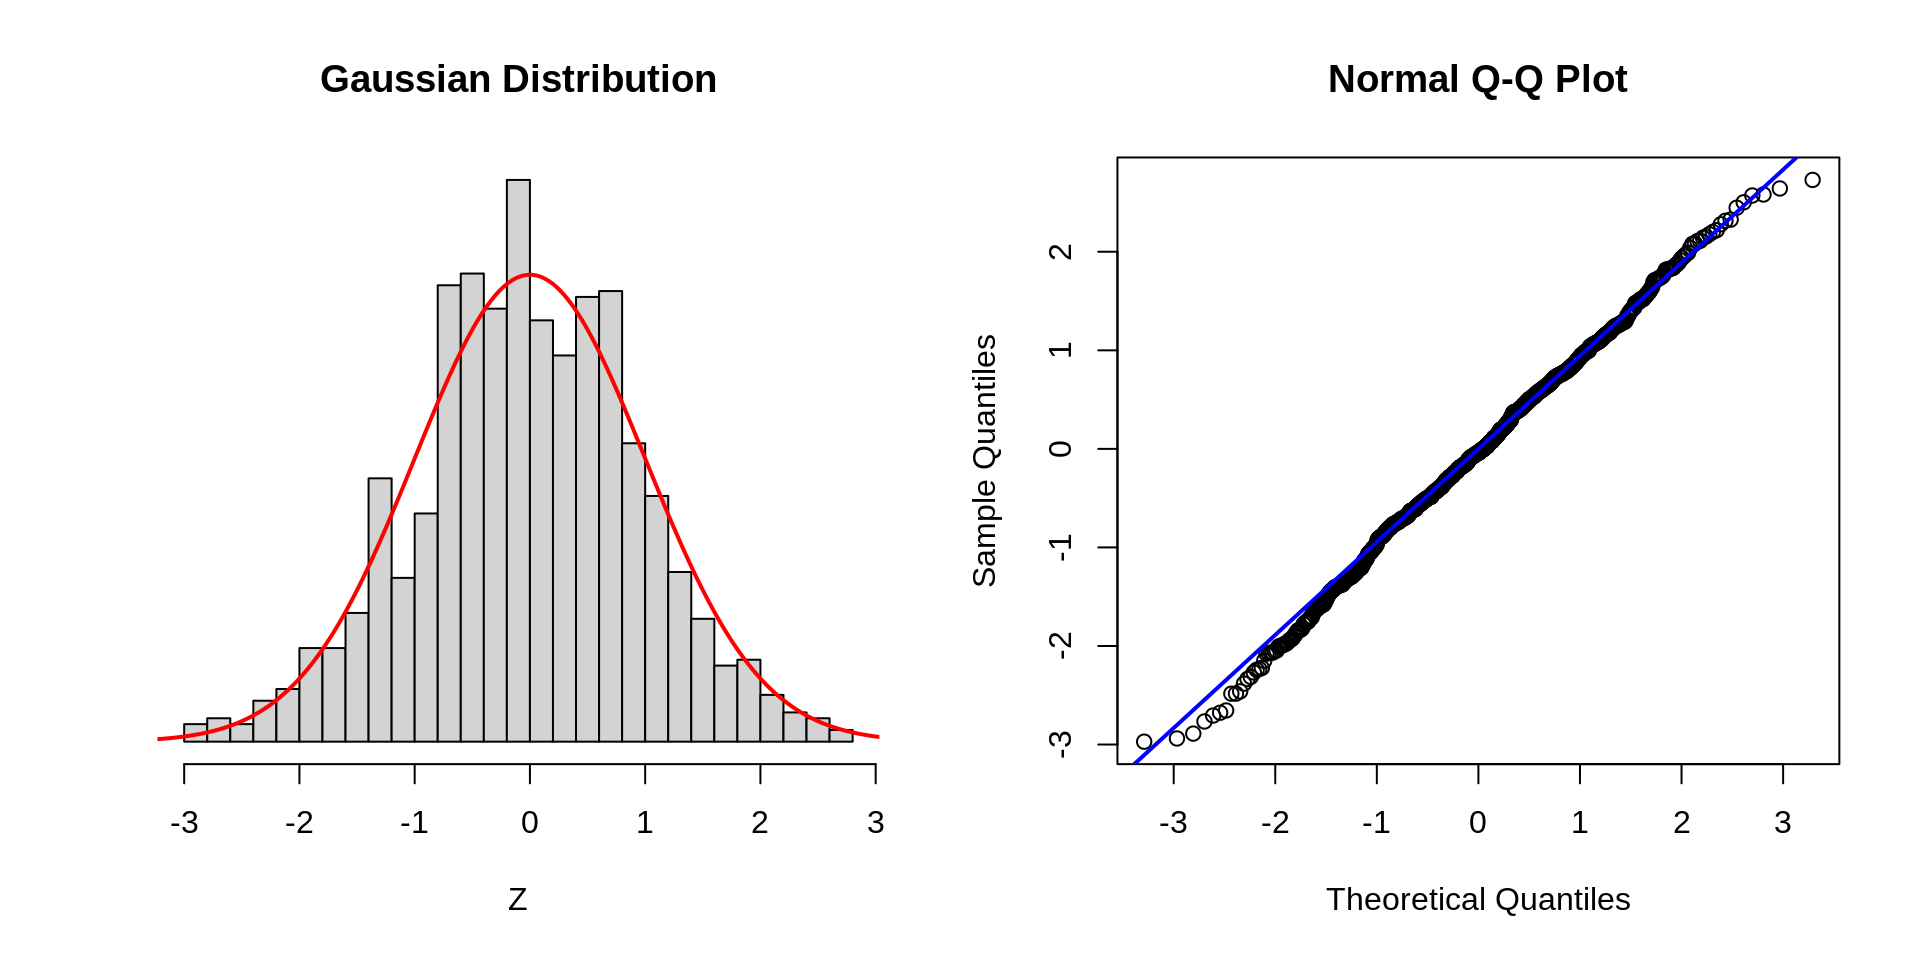 Gaussian Distribution
-3 -2 -1 0 1 2 3
Z
Normal Q-Q Plot
Sample Quantiles
2
1
0
-1
-2
-3
-3 -2 -1 0 1 2 3
Theoretical Quantiles